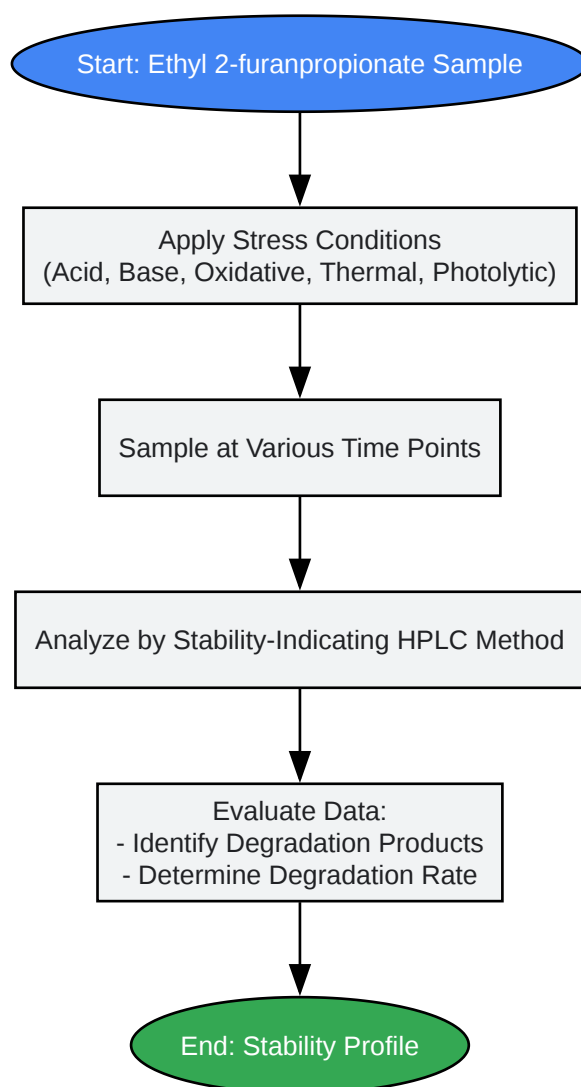 Start: Ethyl 2-furanpropionate Sample
Apply Stress Conditions
(Acid, Base, Oxidative, Thermal, Photolytic)
Sample at Various Time Points
Analyze by Stability-Indicating HPLC Method
Evaluate Data:
- Identify Degradation Products
- Determine Degradation Rate
End: Stability Profile